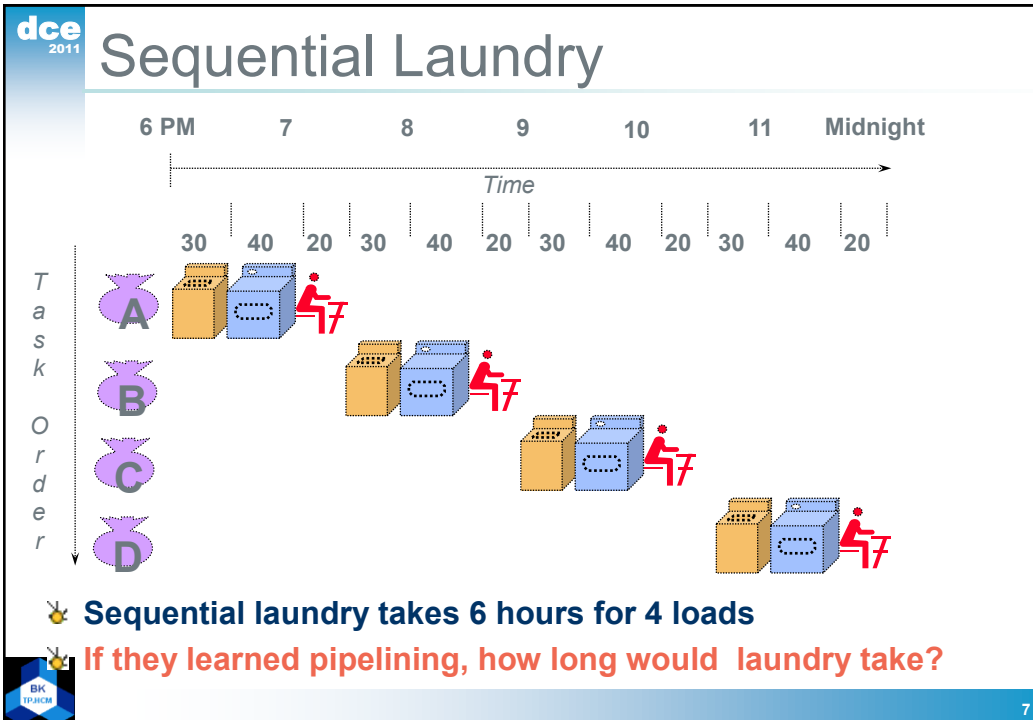 dce
2011
Sequential Laundry
6 PM 7 8 9 10 11 Midnight
Time
30 40 20 30 40 20 30 40 20 30 40 20
Task Order
A
B
C
D
Sequential laundry takes 6 hours for 4 loads
If they learned pipelining, how long would laundry take?
BK
TP.HCM
7